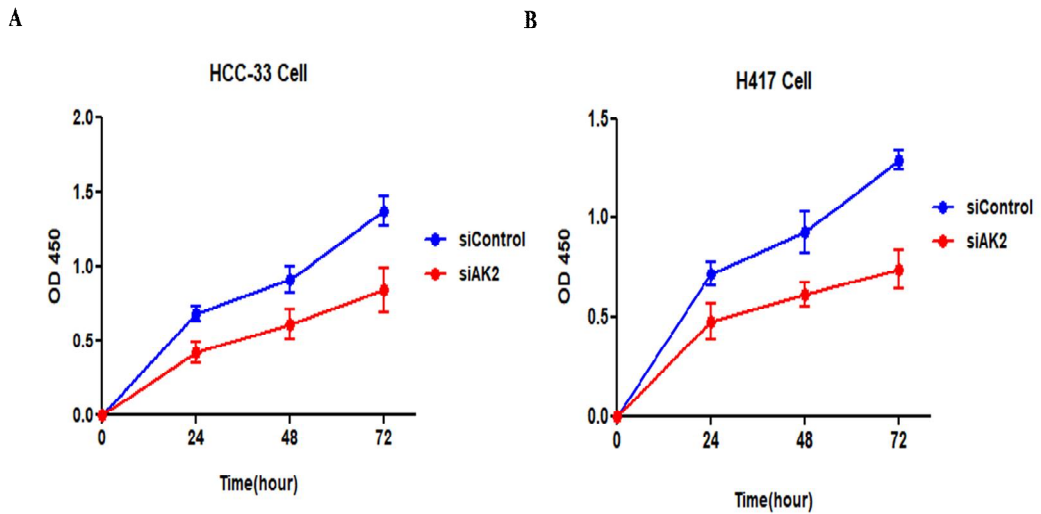 A
HCC-33 Cell
2.0
1.5
1.0
0.5
0.0
OD 450
0 24 48 72
Time(hour)
siControl
siAK2
B
H417 Cell
1.5
1.0
0.5
0.0
OD 450
0 24 48 72
Time(hour)
siControl
siAK2